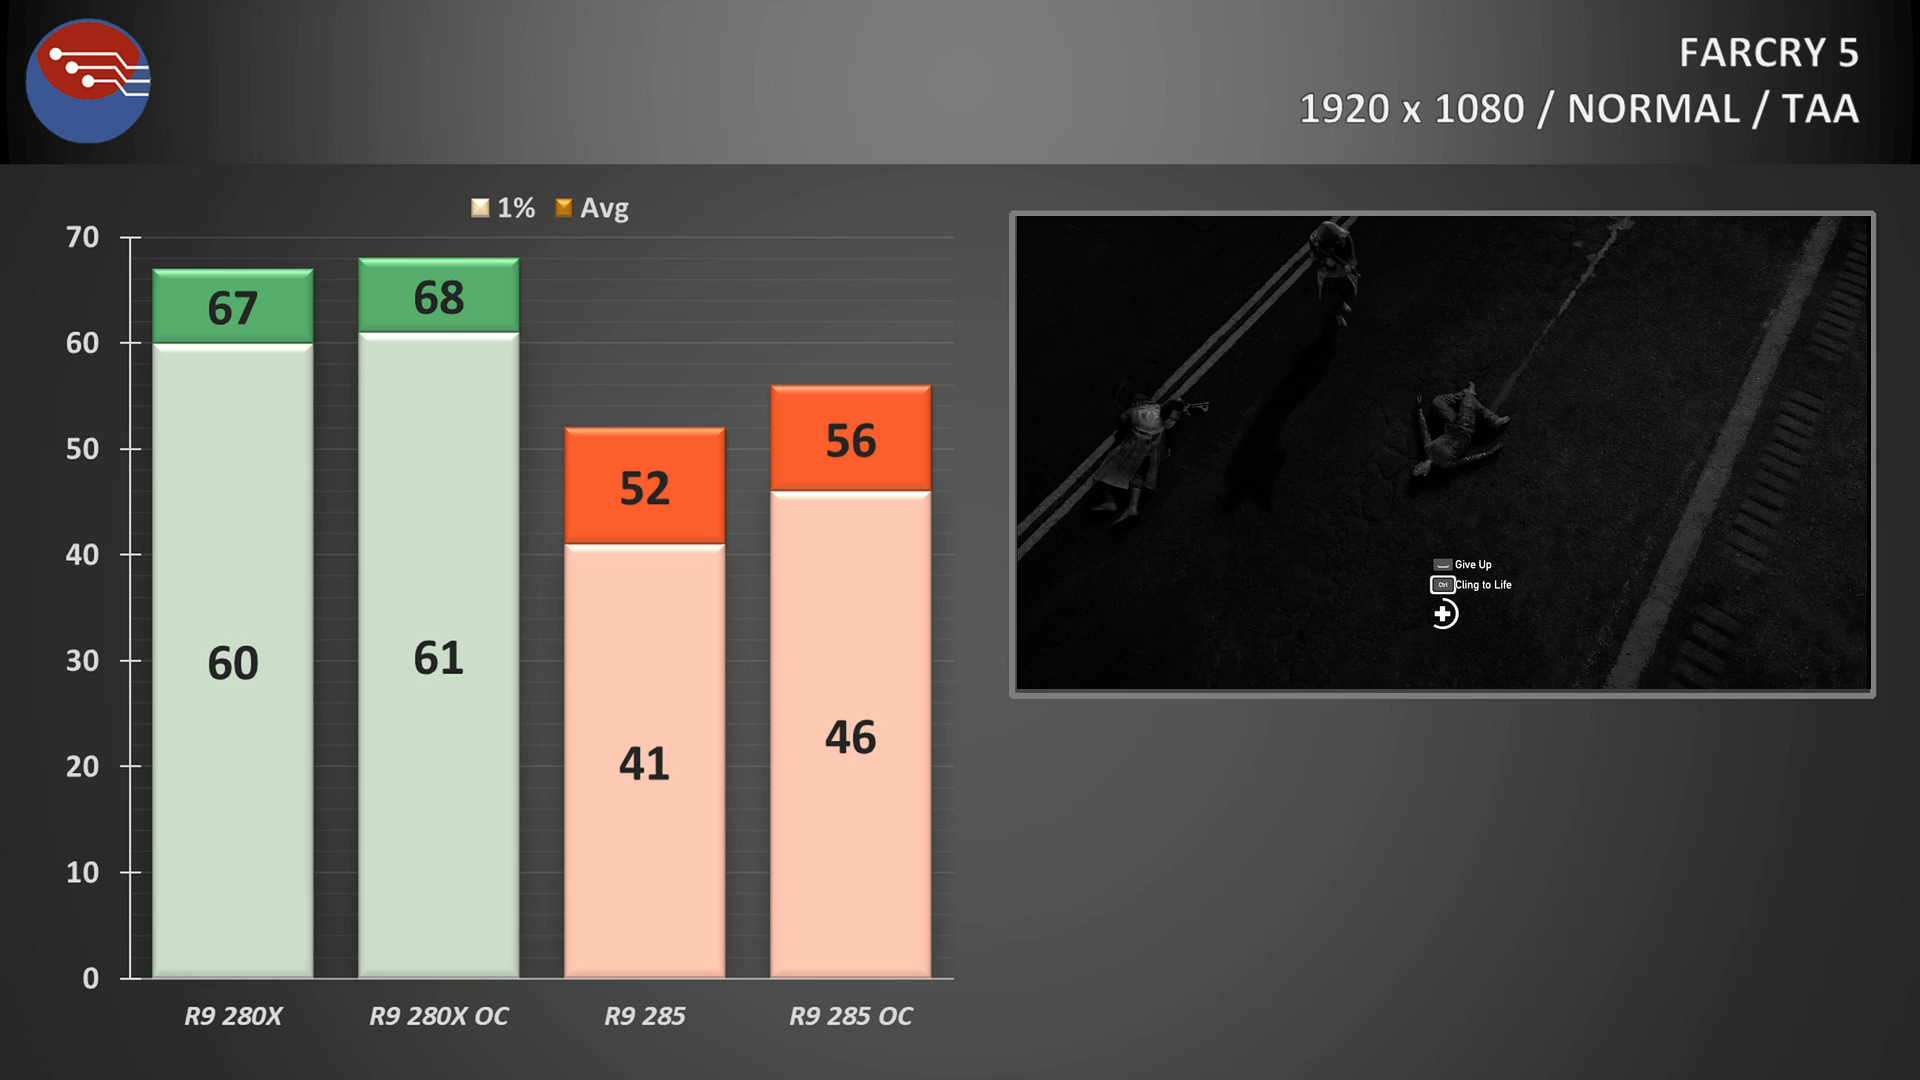 FARCRY 5
1920 x 1080 / NORMAL / TAA
1% Avg
70
60
50
40
30
20
10
0
67
68
52
56
60
61
41
46
R9 280X
R9 280X OC
R9 285
R9 285 OC
Give Up
Ctrl Cling to Life